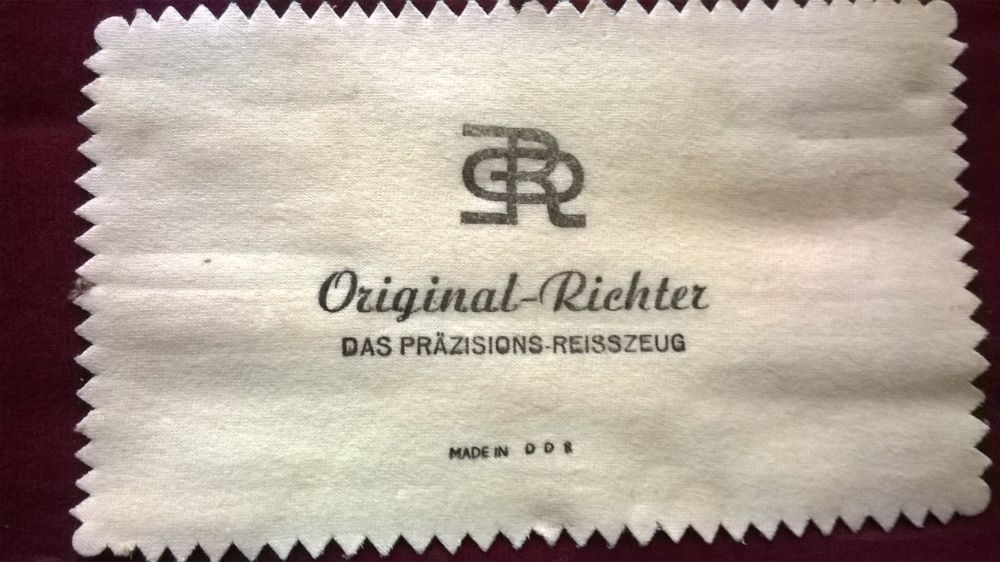 Original-Richter
DAS PRÄZISIONS-REISSZEUG
MADE IN DDR